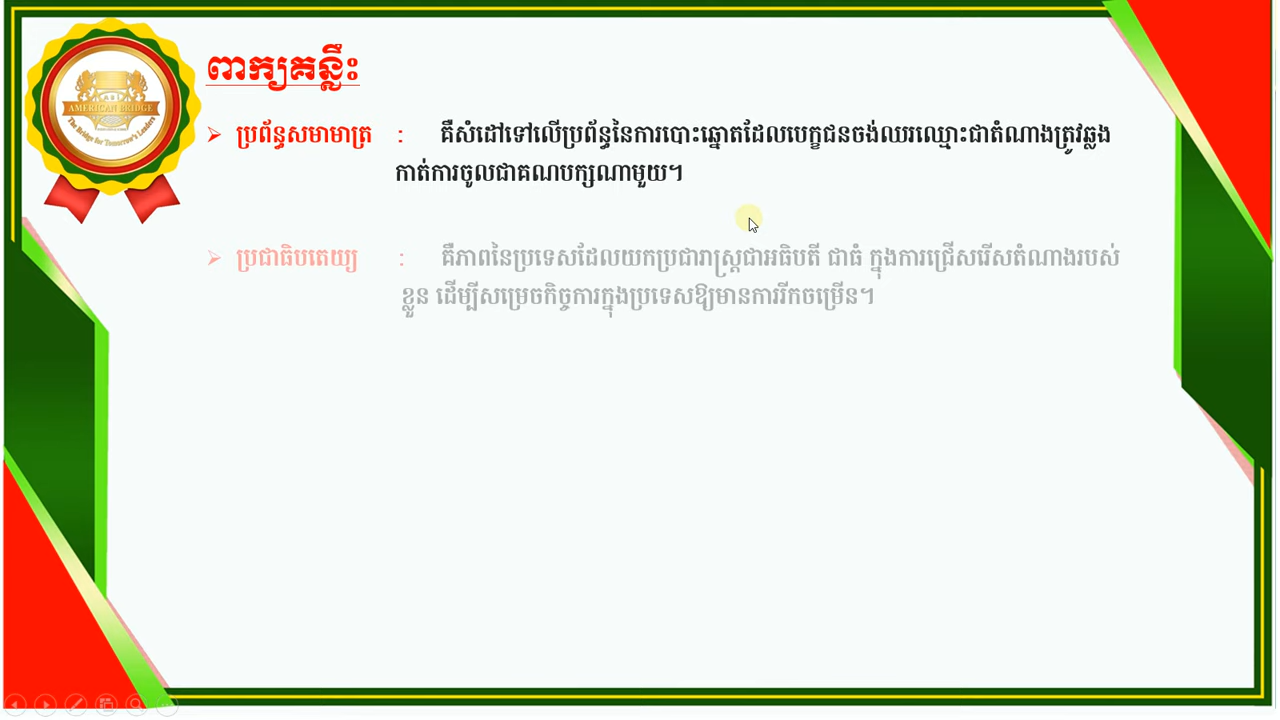 ពាក្យគន្លឹះ
AMERICAN BRIDGE
The Bridge for Tomorrow's Leaders
➢ ប្រព័ន្ធសមាមាត្រ : គឺសំដៅទៅលើប្រព័ន្ធនៃការបោះឆ្នោតដែលបេក្ខជនចង់ឈរឈ្មោះជាតំណាងត្រូវឆ្លង
កាត់ការចូលជាគណបក្សណាមួយ។
➢ ប្រជាធិបតេយ្យ : គឺភាពនៃប្រទេសដែលយកប្រជារាស្ត្រជាអធិបតី ជាធំ ក្នុងការជ្រើសរើសតំណាងរបស់
ខ្លួន ដើម្បីសម្រេចកិច្ចការក្នុងប្រទេសឱ្យមានការរីកចម្រើន។